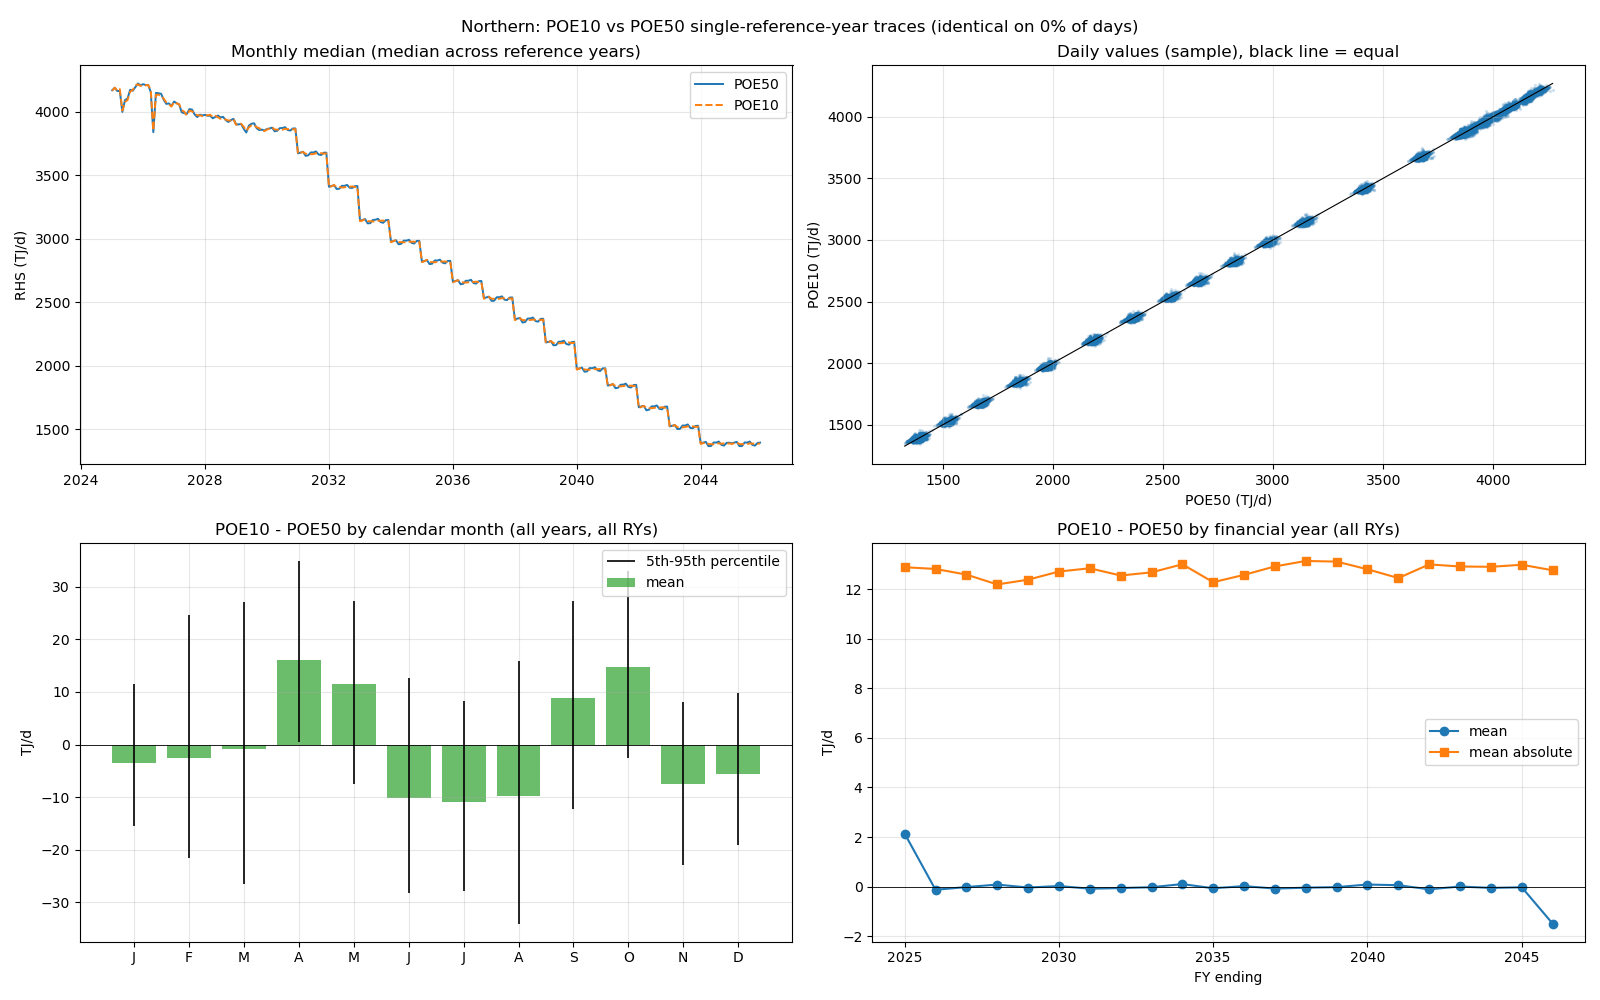 Northern: POE10 vs POE50 single-reference-year traces (identical on 0% of days)
Monthly median (median across reference years)
RHS (TJ/d)
4000
3500
3000
2500
2000
1500
2024 2028 2032 2036 2040 2044
POE50
POE10
Daily values (sample), black line = equal
POE10 (TJ/d)
4000
3500
3000
2500
2000
1500
1500 2000 2500 3000 3500 4000
POE50 (TJ/d)
POE10 - POE50 by calendar month (all years, all RYs)
TJ/d
30
20
10
0
−10
−20
−30
J F M A M J J A S O N D
5th-95th percentile
mean
POE10 - POE50 by financial year (all RYs)
TJ/d
12
10
8
6
4
2
0
−2
2025 2030 2035 2040 2045
FY ending
mean
mean absolute